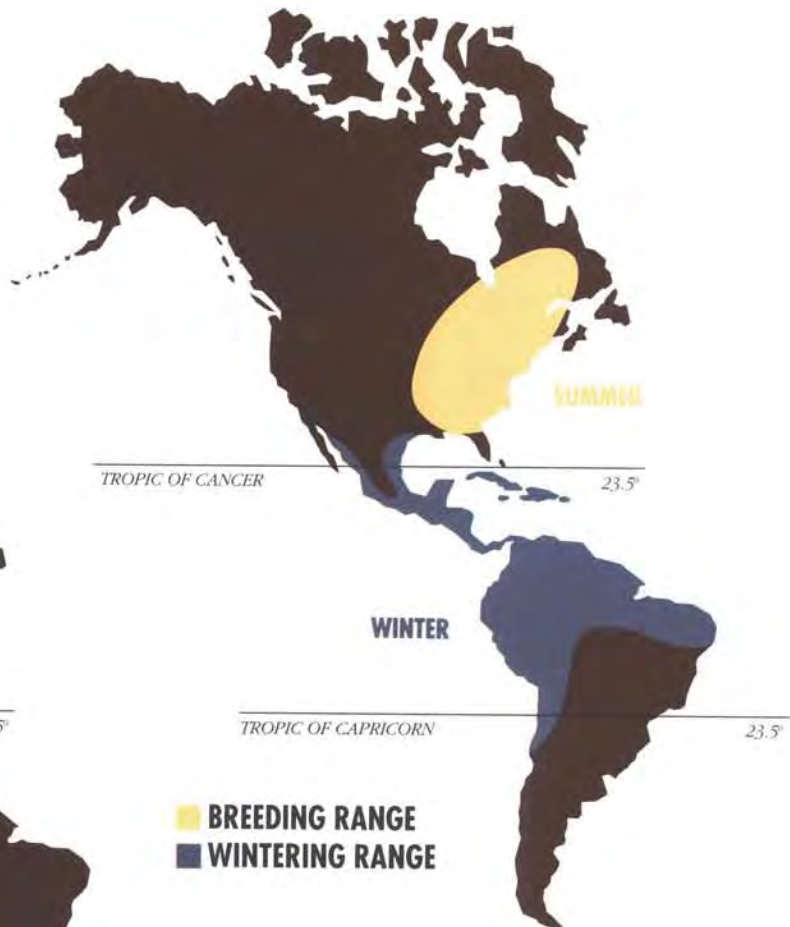 SUMMER
TROPIC OF CANCER 23.5°
WINTER
TROPIC OF CAPRICORN 23.5°
BREEDING RANGE
WINTERING RANGE